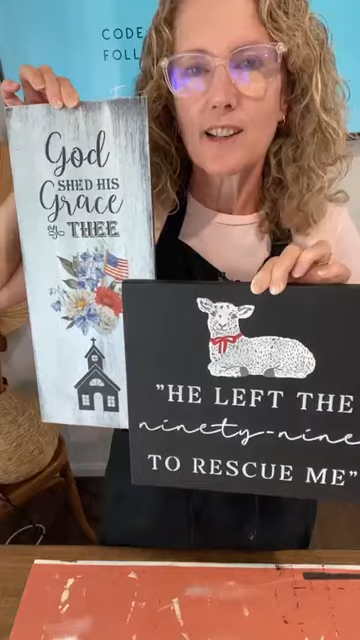 CODE
FOLL
God
SHED HIS
Grace
on THEE
"HE LEFT THE
ninety-nine
TO RESCUE ME"